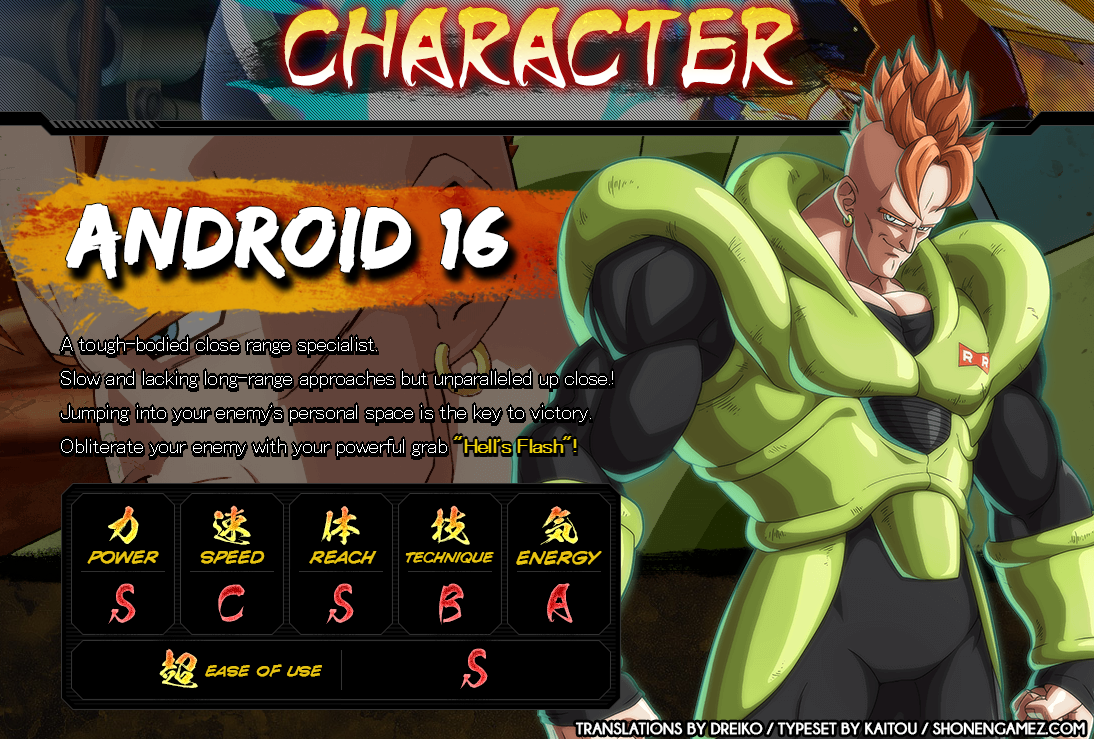 CHARACTER
ANDROID 16
A tough-bodied close range specialist.
Slow and lacking long-range approaches but unparalleled up close!
Jumping into your enemy's personal space is the key to victory.
Obliterate your enemy with your powerful grab "Hell's Flash"!
RR
力 速 体 技 気
POWER SPEED REACH TECHNIQUE ENERGY
S C S B A
超 EASE OF USE S
TRANSLATIONS BY DREIKO / TYPESET BY KAITOU / SHONENGAMEZ.COM